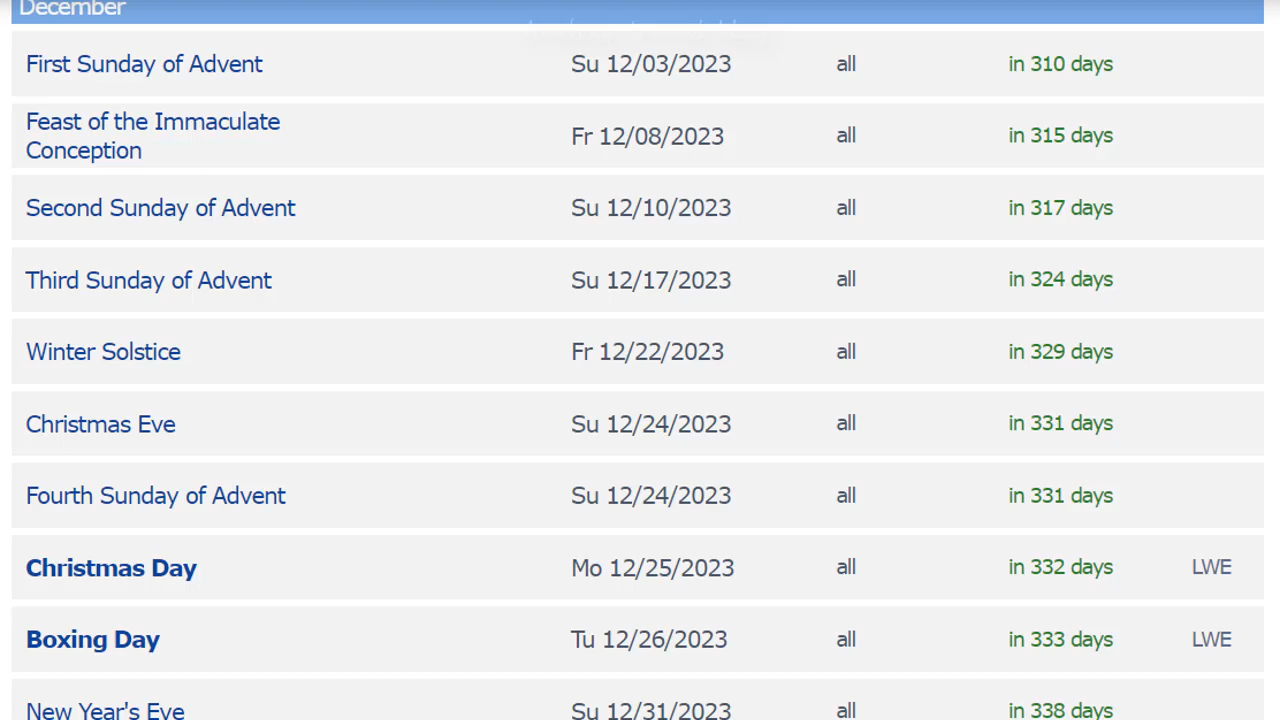 December
First Sunday of Advent Su 12/03/2023 all in 310 days
Feast of the Immaculate
Conception Fr 12/08/2023 all in 315 days
Second Sunday of Advent Su 12/10/2023 all in 317 days
Third Sunday of Advent Su 12/17/2023 all in 324 days
Winter Solstice Fr 12/22/2023 all in 329 days
Christmas Eve Su 12/24/2023 all in 331 days
Fourth Sunday of Advent Su 12/24/2023 all in 331 days
Christmas Day Mo 12/25/2023 all in 332 days LWE
Boxing Day Tu 12/26/2023 all in 333 days LWE
New Year's Eve Su 12/31/2023 all in 338 days